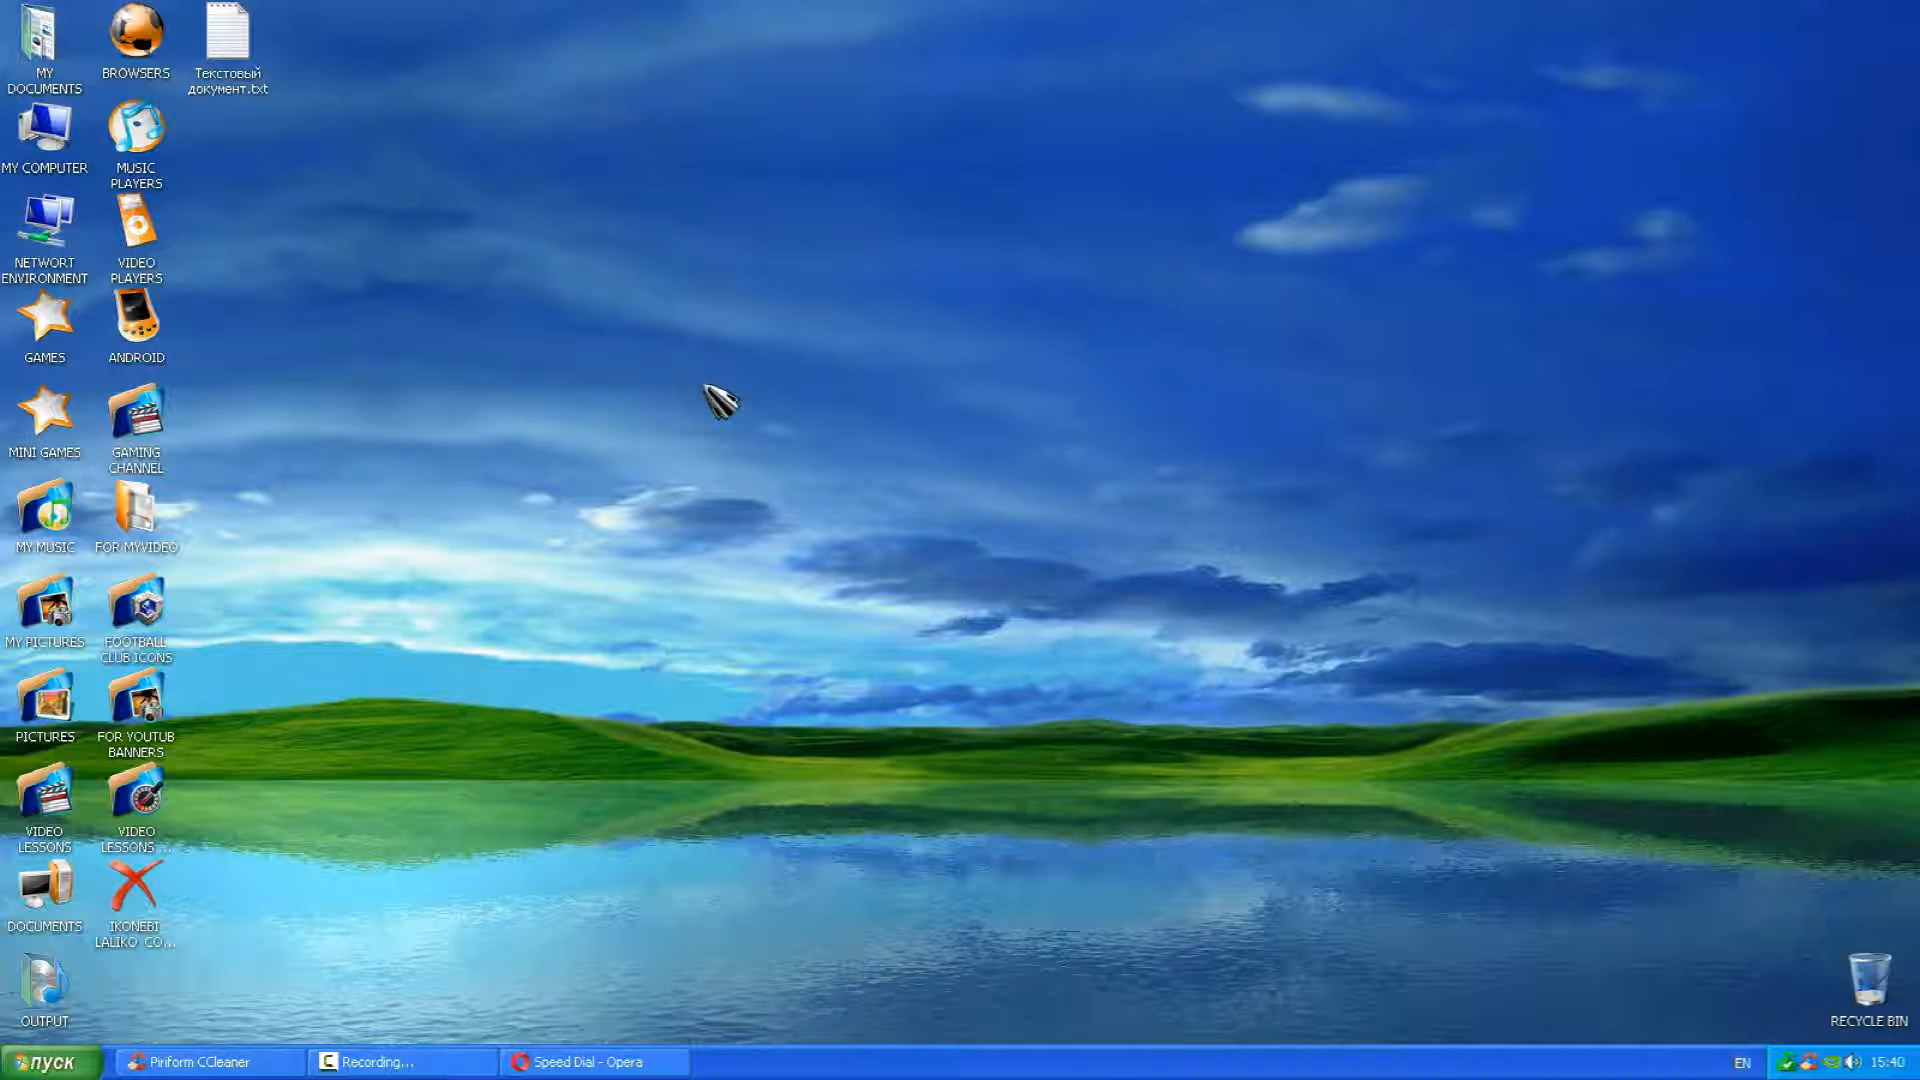 MY
DOCUMENTS
BROWSERS
Текстовый
документ.txt
MY COMPUTER
MUSIC
PLAYERS
NETWORT
ENVIRONMENT
VIDEO
PLAYERS
GAMES
ANDROID
MINI GAMES
GAMING
CHANNEL
MY MUSIC
FOR MYVIDEO
MY PICTURES
FOOTBALL
CLUB ICONS
PICTURES
FOR YOUTUB
BANNERS
VIDEO
LESSONS
VIDEO
LESSONS ...
DOCUMENTS
IKONEBI
LALIKO CO...
OUTPUT
RECYCLE BIN
пуск
Piriform CCleaner
Recording...
Speed Dial - Opera
EN
15:40